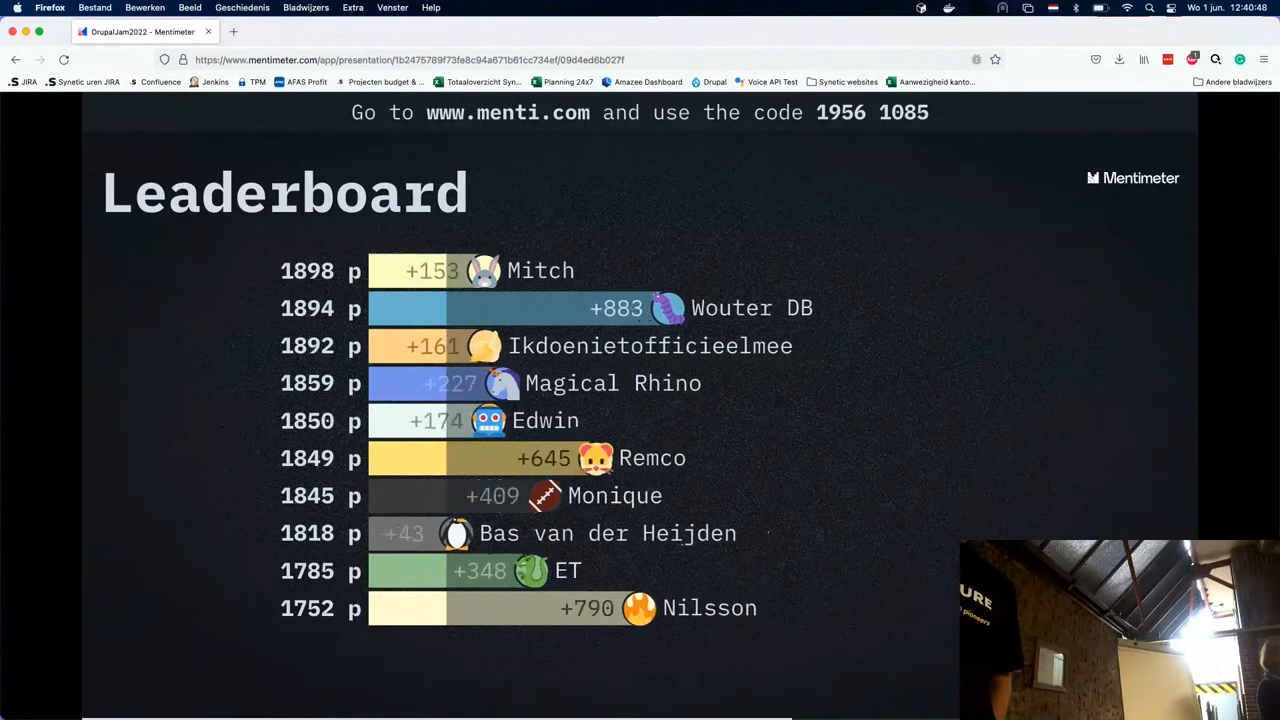 Firefox Archief Bewerken Beeld Geschiedenis Bladwijzers Extra Venster Help Wo 1 jun. 12:40:48
DrupalJam2022 - Mentimeter
https://www.mentimeter.com/app/presentation/1b2475789f73fe8c94a671b61cc734ef/09d4ed6b027f
JIRA Synetic uren JIRA Confluence Jenkins TPM AFAS Profit Projecten budget &... Totaaloverzicht Syn... Planning 24x7 Amazee Dashboard Drupal Voice API Test Synetic websites Aanwezigheid kanto... Andere bladwijzers
Go to www.menti.com and use the code 1956 1085
Leaderboard
Mentimeter
1898 p +153 Mitch
1894 p +883 Wouter DB
1892 p +161 Ikdoenietofficieelmee
1859 p +227 Magical Rhino
1850 p +174 Edwin
1849 p +645 Remco
1845 p +409 Monique
1818 p +43 Bas van der Heijden
1785 p +348 ET
1752 p +790 Nilsson
URE
pioneers